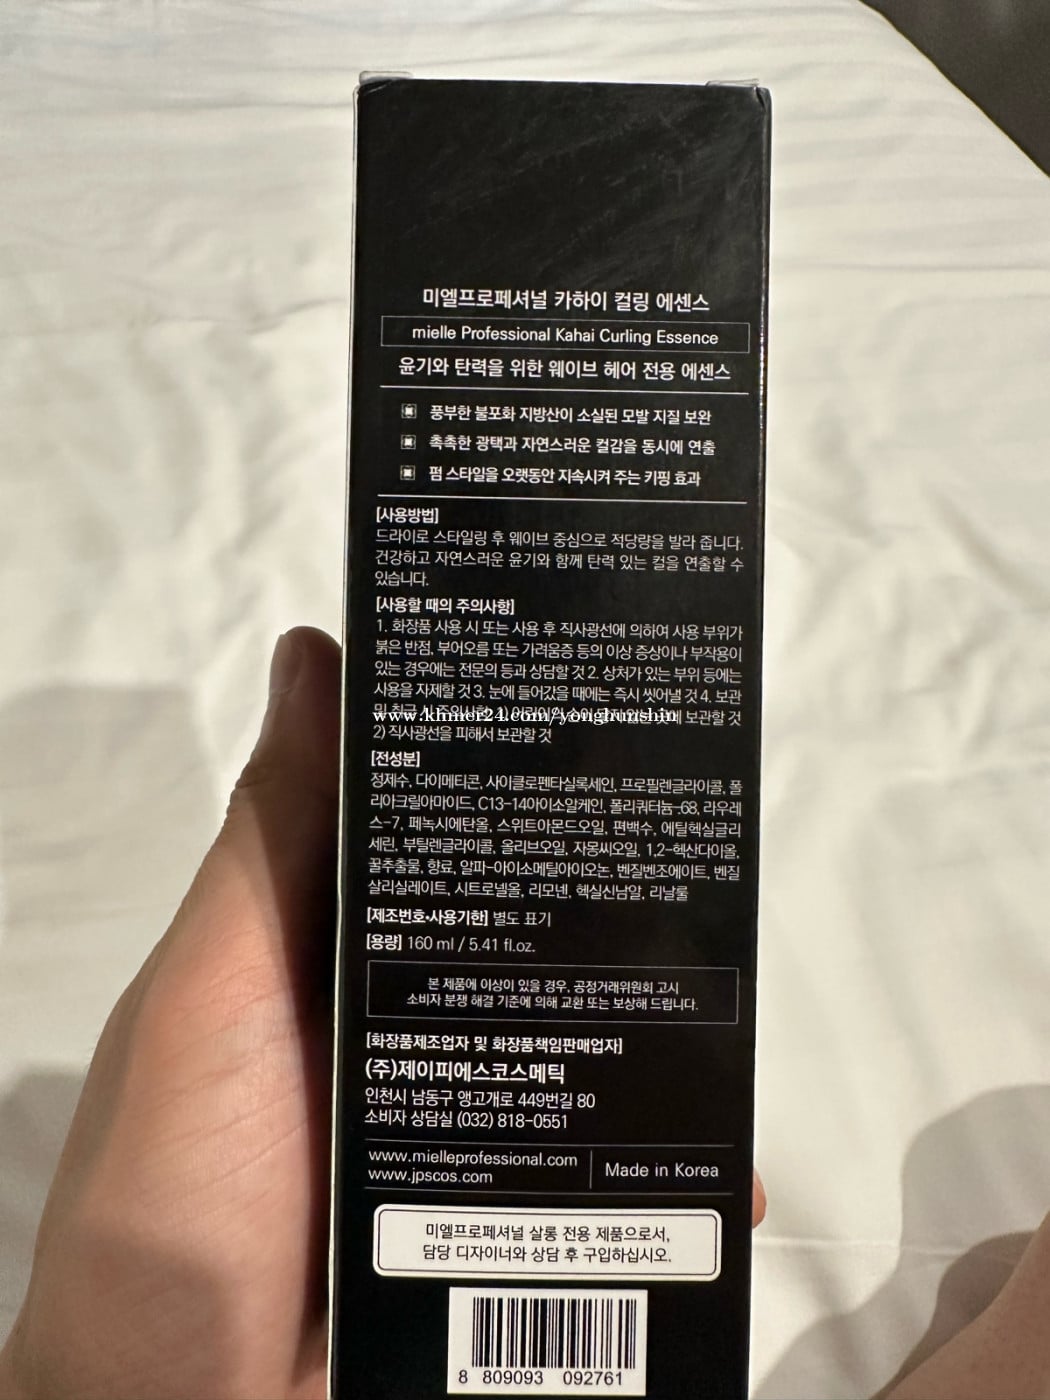 미엘프로페셔널 카하이 컬링 에센스
mielle Professional Kahai Curling Essence
윤기와 탄력을 위한 웨이브 헤어 전용 에센스
풍부한 불포화 지방산이 소실된 모발 지질 보완
촉촉한 광택과 자연스러운 컬감을 동시에 연출
펌 스타일을 오랫동안 지속시켜 주는 키핑 효과
[사용방법]
드라이로 스타일링 후 웨이브 중심으로 적당량을 발라 줍니다.
건강하고 자연스러운 윤기와 함께 탄력 있는 컬을 연출할 수
있습니다.
[사용할 때의 주의사항]
1. 화장품 사용 시 또는 사용 후 직사광선에 의하여 사용 부위가
붉은 반점, 부어오름 또는 가려움증 등의 이상 증상이나 부작용이
있는 경우에는 전문의 등과 상담할 것 2. 상처가 있는 부위 등에는
사용을 자제할 것 3. 눈에 들어갔을 때에는 즉시 씻어낼 것 4. 보관
및 취급 시 주의사항 1) 어린이의 손이 보관할 것
www.khmer24.com/yonghunshin
2) 직사광선을 피해서 보관할 것
[전성분]
정제수, 다이메티콘, 사이클로펜타실록세인, 프로필렌글라이콜, 폴
리아크릴아마이드, C13-14아이소알케인, 폴리쿼터늄-68, 라우레
스-7, 페녹시에탄올, 스위트아몬드오일, 편백수, 에틸헥실글리
세린, 부틸렌글라이콜, 올리브오일, 자몽씨오일, 1,2-헥산다이올,
꿀추출물, 향료, 알파-아이소메틸아이오논, 벤질벤조에이트, 벤질
살리실레이트, 시트로넬올, 리모넨, 헥실신남알, 리날룰
[제조번호•사용기한] 별도 표기
[용량] 160 ml / 5.41 fl.oz.
본 제품에 이상이 있을 경우, 공정거래위원회 고시
소비자 분쟁 해결 기준에 의해 교환 또는 보상해 드립니다.
[화장품제조업자 및 화장품책임판매업자]
(주)제이피에스코스메틱
인천시 남동구 앵고개로 449번길 80
소비자 상담실 (032) 818-0551
www.mielleprofessional.com
www.jpscos.com
Made in Korea
미엘프로페셔널 살롱 전용 제품으로서,
담당 디자이너와 상담 후 구입하십시오.
8 809093 092761